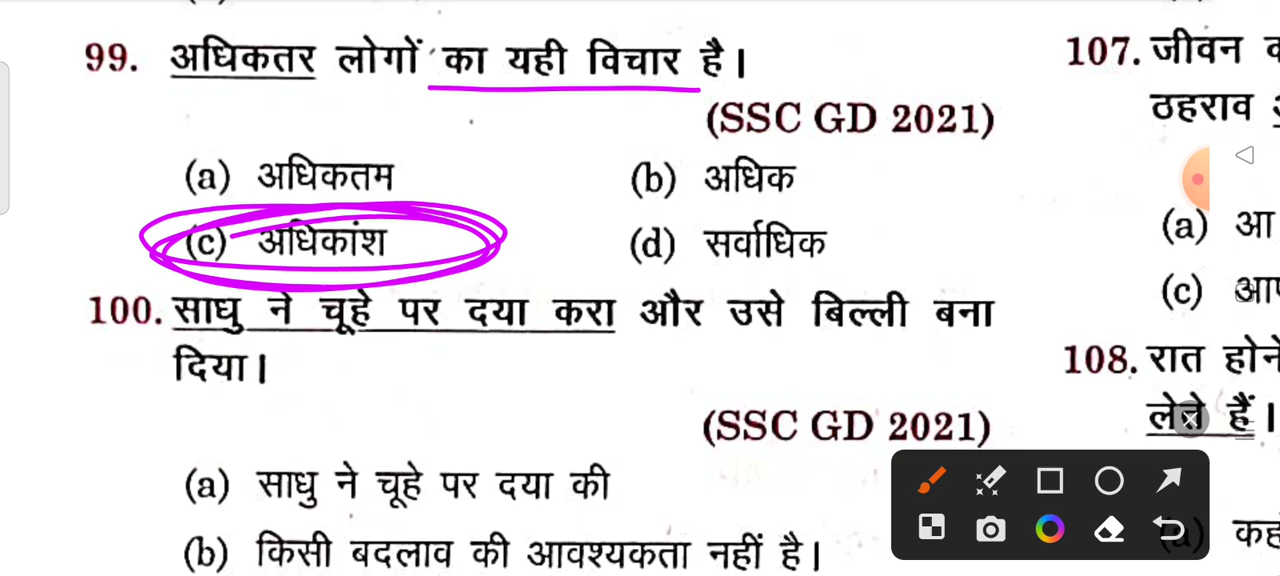 99. अधिकतर लोगों का यही विचार है।
(SSC GD 2021)
(a) अधिकतम (b) अधिक
(c) अधिकांश (d) सर्वाधिक
100. साधु ने चूहे पर दया करा और उसे बिल्ली बना
दिया।
(SSC GD 2021)
(a) साधु ने चूहे पर दया की
(b) किसी बदलाव की आवश्यकता नहीं है।
107. जीवन
ठहराव
(a) आ
(c)
108. रात होने
हैं।
(a)